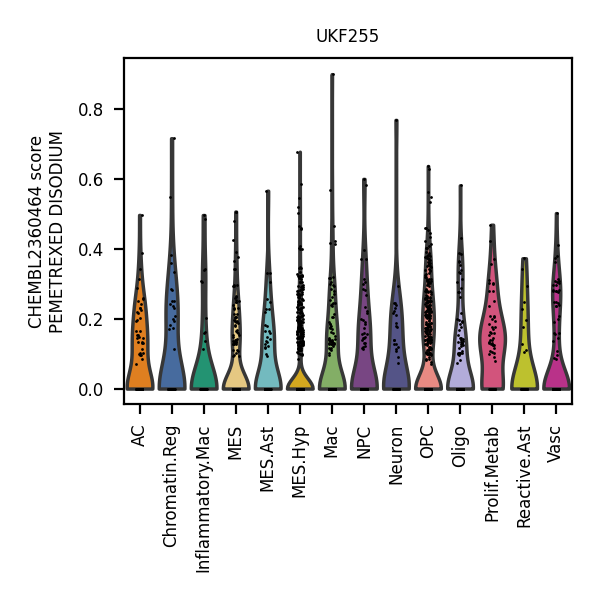 UKF255
CHEMBL2360464 score
PEMETREXED DISODIUM
0.8
0.6
0.4
0.2
0.0
AC
Chromatin.Reg
Inflammatory.Mac
MES
MES.Ast
MES.Hyp
Mac
NPC
Neuron
OPC
Oligo
Prolif.Metab
Reactive.Ast
Vasc